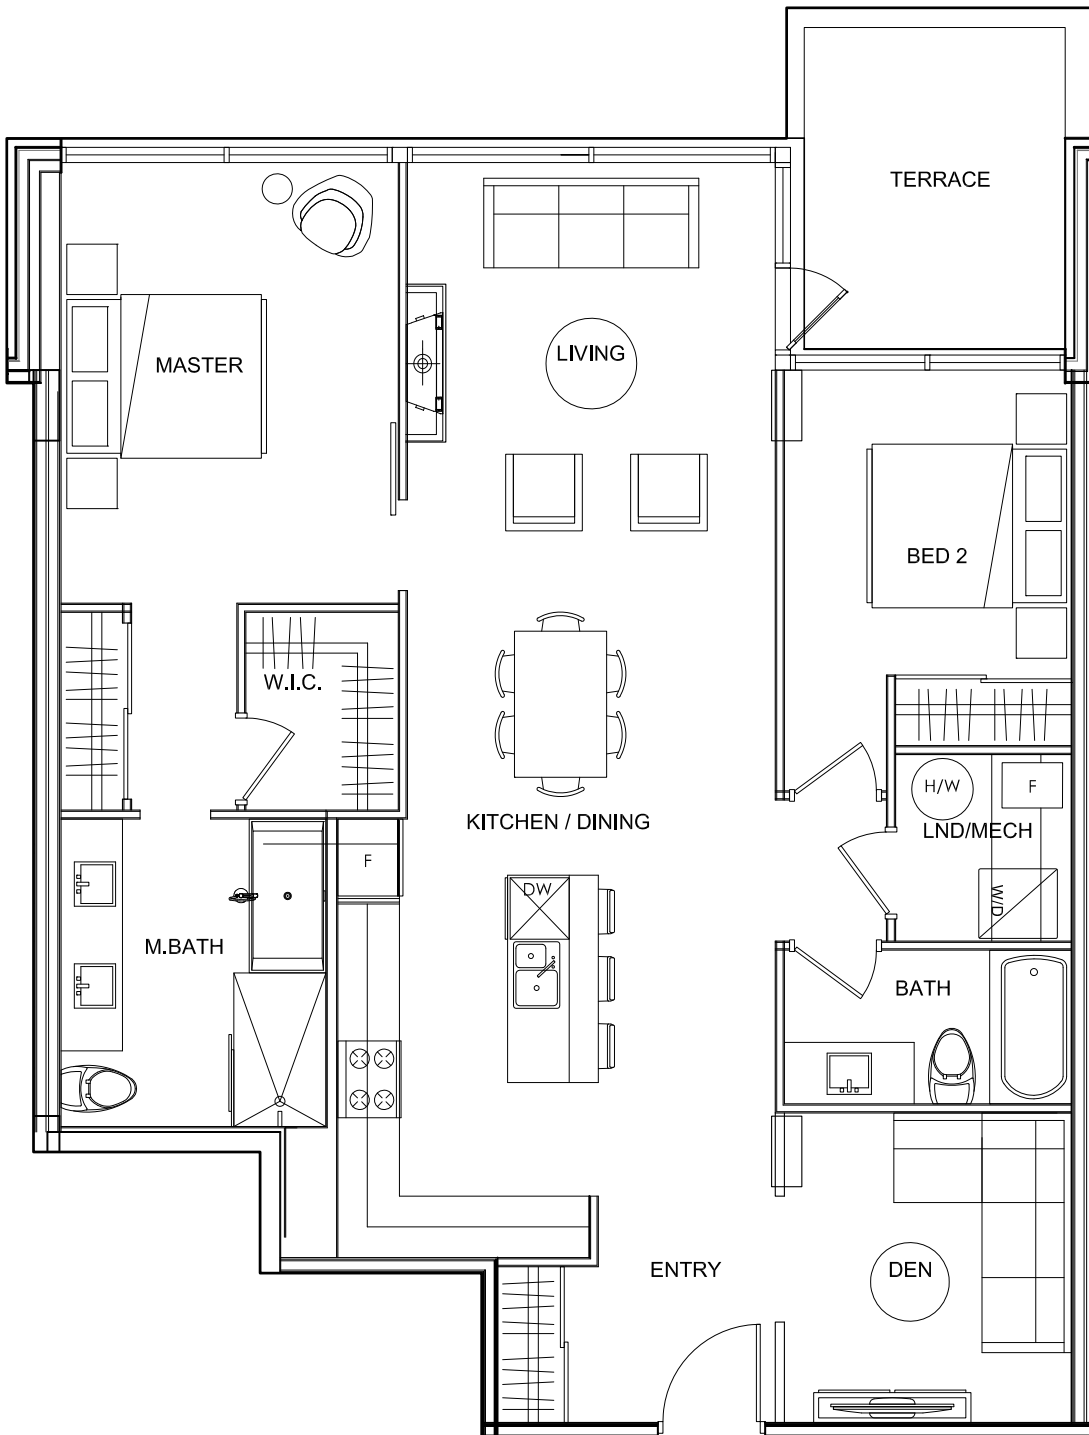 TERRACE
LIVING
MASTER
BED 2
W.I.C.
H/W
F
KITCHEN / DINING
LND/MECH
F
DW
W/D
M.BATH
BATH
ENTRY
DEN